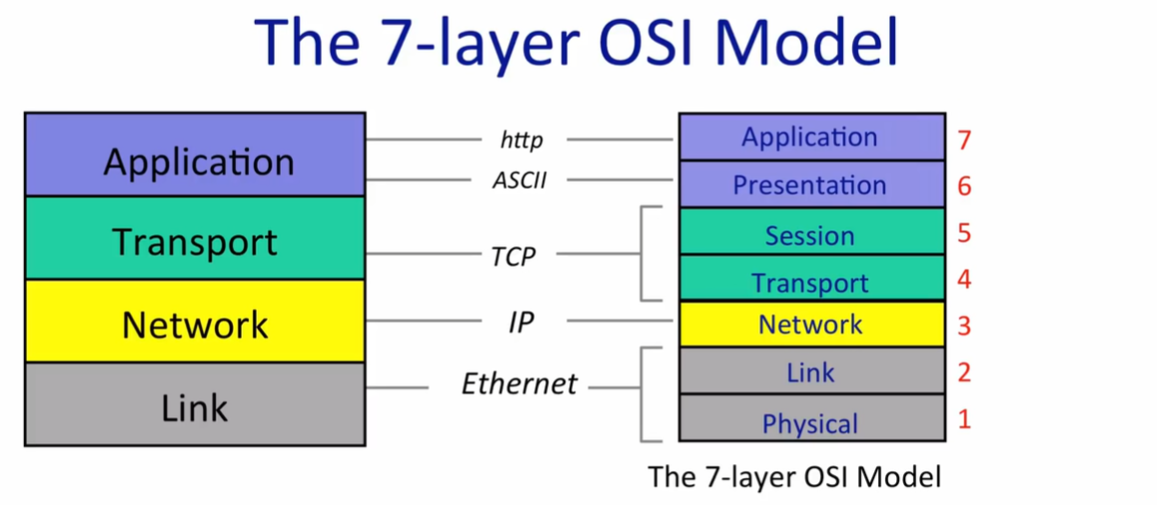 The 7-layer OSI Model
Application
Transport
Network
Link
http
ASCII
TCP
IP
Ethernet
Application 7
Presentation 6
Session 5
Transport 4
Network 3
Link 2
Physical 1
The 7-layer OSI Model